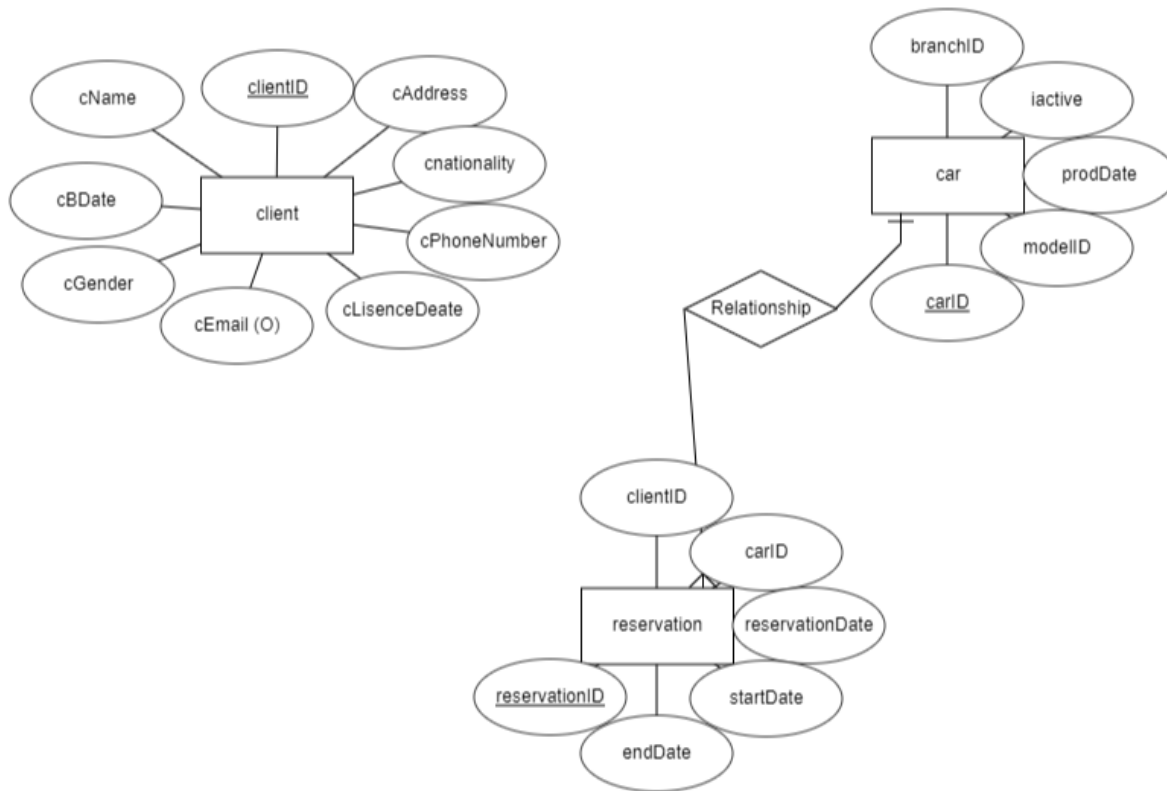 branchID
clientID
cAddress
cName
iactive
cnationality
car
prodDate
cBDate
client
cPhoneNumber
modelID
cGender
carID
cEmail (O)
cLisenceDeate
Relationship
clientID
carID
reservation
reservationDate
reservationID
startDate
endDate